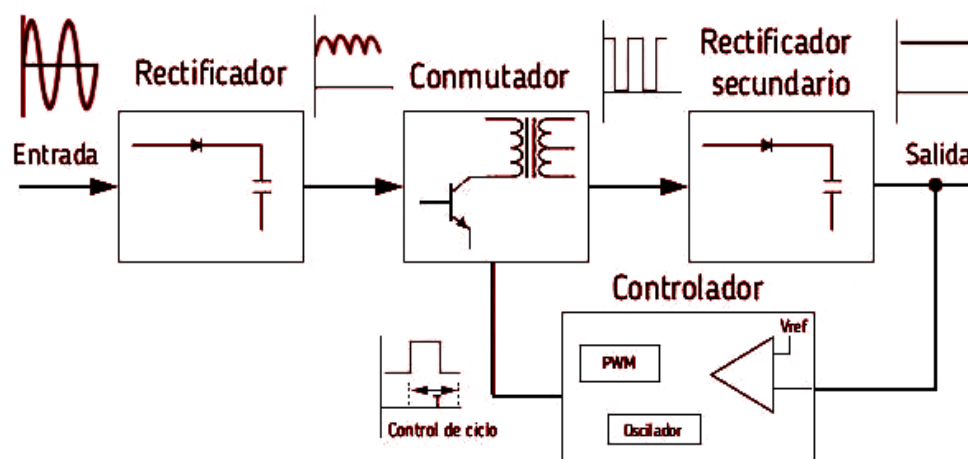 Rectificador
Conmutador
Rectificador
secundario
Entrada
Salida
Controlador
Vref
PWM
Oscilador
T
Control de ciclo